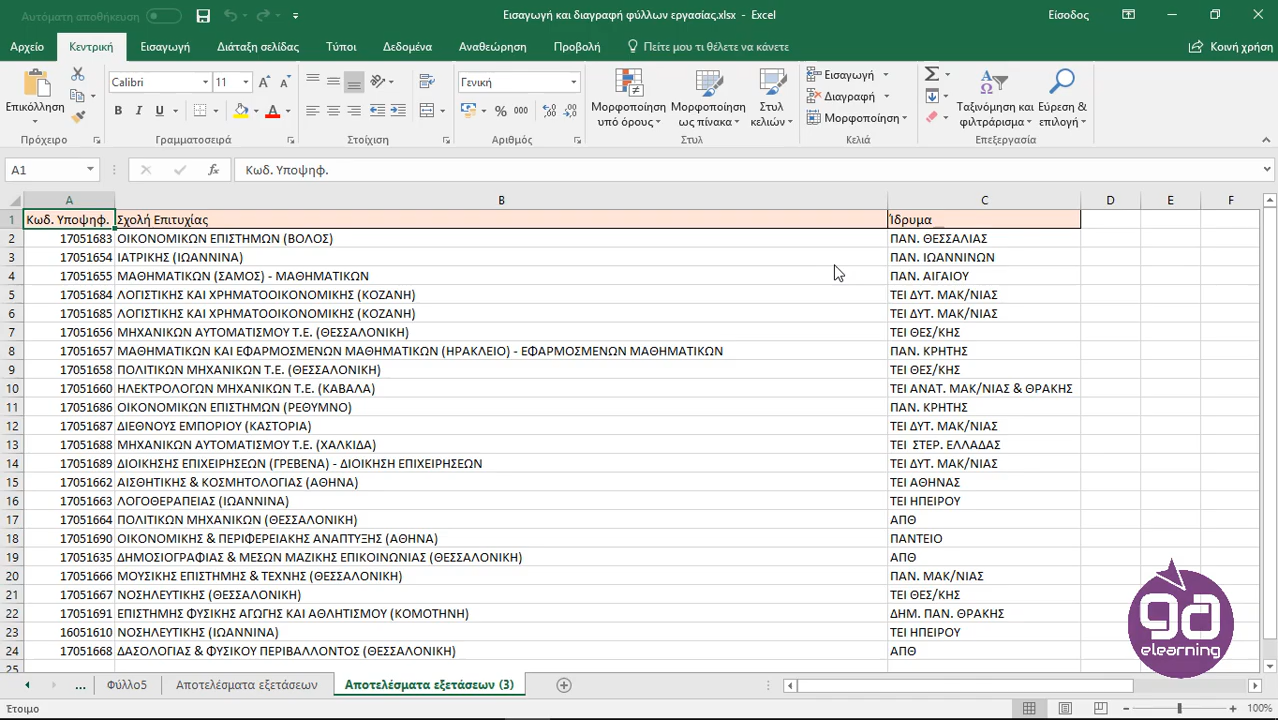 Αυτόματη αποθήκευση
Εισαγωγή και διαγραφή φύλλων εργασίας.xlsx - Excel
Είσοδος
Αρχείο Κεντρική Εισαγωγή Διάταξη σελίδας Τύποι Δεδομένα Αναθεώρηση Προβολή Πείτε μου τι θέλετε να κάνετε Κοινή χρήση
Επικόλληση
Calibri 11
Γενική
Μορφοποίηση υπό όρους
Μορφοποίηση ως πίνακα
Στυλ κελιών
Εισαγωγή
Διαγραφή
Μορφοποίηση
Ταξινόμηση και φιλτράρισμα
Εύρεση & επιλογή
Πρόχειρο Γραμματοσειρά Στοίχιση Αριθμός Στυλ Κελιά Επεξεργασία
A1 fx Κωδ. Υποψηφ.
A B C D E F
1 Κωδ. Υποψηφ. Σχολή Επιτυχίας Ίδρυμα__
2 17051683 ΟΙΚΟΝΟΜΙΚΩΝ ΕΠΙΣΤΗΜΩΝ (ΒΟΛΟΣ) ΠΑΝ. ΘΕΣΣΑΛΙΑΣ
3 17051654 ΙΑΤΡΙΚΗΣ (ΙΩΑΝΝΙΝΑ) ΠΑΝ. ΙΩΑΝΝΙΝΩΝ
4 17051655 ΜΑΘΗΜΑΤΙΚΩΝ (ΣΑΜΟΣ) - ΜΑΘΗΜΑΤΙΚΩΝ ΠΑΝ. ΑΙΓΑΙΟΥ
5 17051684 ΛΟΓΙΣΤΙΚΗΣ ΚΑΙ ΧΡΗΜΑΤΟΟΙΚΟΝΟΜΙΚΗΣ (ΚΟΖΑΝΗ) ΤΕΙ ΔΥΤ. ΜΑΚ/ΝΙΑΣ
6 17051685 ΛΟΓΙΣΤΙΚΗΣ ΚΑΙ ΧΡΗΜΑΤΟΟΙΚΟΝΟΜΙΚΗΣ (ΚΟΖΑΝΗ) ΤΕΙ ΔΥΤ. ΜΑΚ/ΝΙΑΣ
7 17051656 ΜΗΧΑΝΙΚΩΝ ΑΥΤΟΜΑΤΙΣΜΟΥ Τ.Ε. (ΘΕΣΣΑΛΟΝΙΚΗ) ΤΕΙ ΘΕΣ/ΚΗΣ
8 17051657 ΜΑΘΗΜΑΤΙΚΩΝ ΚΑΙ ΕΦΑΡΜΟΣΜΕΝΩΝ ΜΑΘΗΜΑΤΙΚΩΝ (ΗΡΑΚΛΕΙΟ) - ΕΦΑΡΜΟΣΜΕΝΩΝ ΜΑΘΗΜΑΤΙΚΩΝ ΠΑΝ. ΚΡΗΤΗΣ
9 17051658 ΠΟΛΙΤΙΚΩΝ ΜΗΧΑΝΙΚΩΝ Τ.Ε. (ΘΕΣΣΑΛΟΝΙΚΗ) ΤΕΙ ΘΕΣ/ΚΗΣ
10 17051660 ΗΛΕΚΤΡΟΛΟΓΩΝ ΜΗΧΑΝΙΚΩΝ Τ.Ε. (ΚΑΒΑΛΑ) ΤΕΙ ΑΝΑΤ. ΜΑΚ/ΝΙΑΣ & ΘΡΑΚΗΣ
11 17051686 ΟΙΚΟΝΟΜΙΚΩΝ ΕΠΙΣΤΗΜΩΝ (ΡΕΘΥΜΝΟ) ΠΑΝ. ΚΡΗΤΗΣ
12 17051687 ΔΙΕΘΝΟΥΣ ΕΜΠΟΡΙΟΥ (ΚΑΣΤΟΡΙΑ) ΤΕΙ ΔΥΤ. ΜΑΚ/ΝΙΑΣ
13 17051688 ΜΗΧΑΝΙΚΩΝ ΑΥΤΟΜΑΤΙΣΜΟΥ Τ.Ε. (ΧΑΛΚΙΔΑ) ΤΕΙ ΣΤΕΡ. ΕΛΛΑΔΑΣ
14 17051689 ΔΙΟΙΚΗΣΗΣ ΕΠΙΧΕΙΡΗΣΕΩΝ (ΓΡΕΒΕΝΑ) - ΔΙΟΙΚΗΣΗ ΕΠΙΧΕΙΡΗΣΕΩΝ ΤΕΙ ΔΥΤ. ΜΑΚ/ΝΙΑΣ
15 17051662 ΑΙΣΘΗΤΙΚΗΣ & ΚΟΣΜΗΤΟΛΟΓΙΑΣ (ΑΘΗΝΑ) ΤΕΙ ΑΘΗΝΑΣ
16 17051663 ΛΟΓΟΘΕΡΑΠΕΙΑΣ (ΙΩΑΝΝΙΝΑ) ΤΕΙ ΗΠΕΙΡΟΥ
17 17051664 ΠΟΛΙΤΙΚΩΝ ΜΗΧΑΝΙΚΩΝ (ΘΕΣΣΑΛΟΝΙΚΗ) ΑΠΘ
18 17051690 ΟΙΚΟΝΟΜΙΚΗΣ & ΠΕΡΙΦΕΡΕΙΑΚΗΣ ΑΝΑΠΤΥΞΗΣ (ΑΘΗΝΑ) ΠΑΝΤΕΙΟ
19 17051635 ΔΗΜΟΣΙΟΓΡΑΦΙΑΣ & ΜΕΣΩΝ ΜΑΖΙΚΗΣ ΕΠΙΚΟΙΝΩΝΙΑΣ (ΘΕΣΣΑΛΟΝΙΚΗ) ΑΠΘ
20 17051666 ΜΟΥΣΙΚΗΣ ΕΠΙΣΤΗΜΗΣ & ΤΕΧΝΗΣ (ΘΕΣΣΑΛΟΝΙΚΗ) ΠΑΝ. ΜΑΚ/ΝΙΑΣ
21 17051667 ΝΟΣΗΛΕΥΤΙΚΗΣ (ΘΕΣΣΑΛΟΝΙΚΗ) ΤΕΙ ΘΕΣ/ΚΗΣ
22 17051691 ΕΠΙΣΤΗΜΗΣ ΦΥΣΙΚΗΣ ΑΓΩΓΗΣ ΚΑΙ ΑΘΛΗΤΙΣΜΟΥ (ΚΟΜΟΤΗΝΗ) ΔΗΜ. ΠΑΝ. ΘΡΑΚΗΣ
23 16051610 ΝΟΣΗΛΕΥΤΙΚΗΣ (ΙΩΑΝΝΙΝΑ) ΤΕΙ ΗΠΕΙΡΟΥ
24 17051668 ΔΑΣΟΛΟΓΙΑΣ & ΦΥΣΙΚΟΥ ΠΕΡΙΒΑΛΛΟΝΤΟΣ (ΘΕΣΣΑΛΟΝΙΚΗ) ΑΠΘ
25
elearning
... Φύλλο5 Αποτελέσματα εξετάσεων Αποτελέσματα εξετάσεων (3)
Έτοιμο 100%